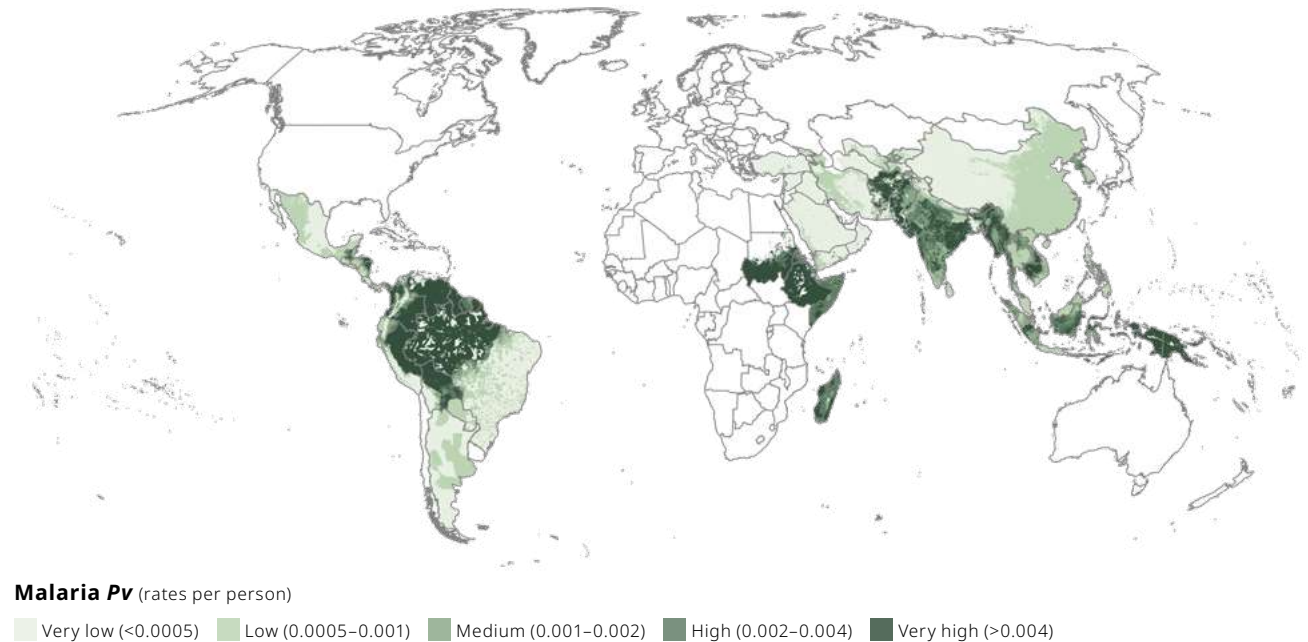 Malaria Pv (rates per person)
Very low (<0.0005) Low (0.0005–0.001) Medium (0.001–0.002) High (0.002–0.004) Very high (>0.004)